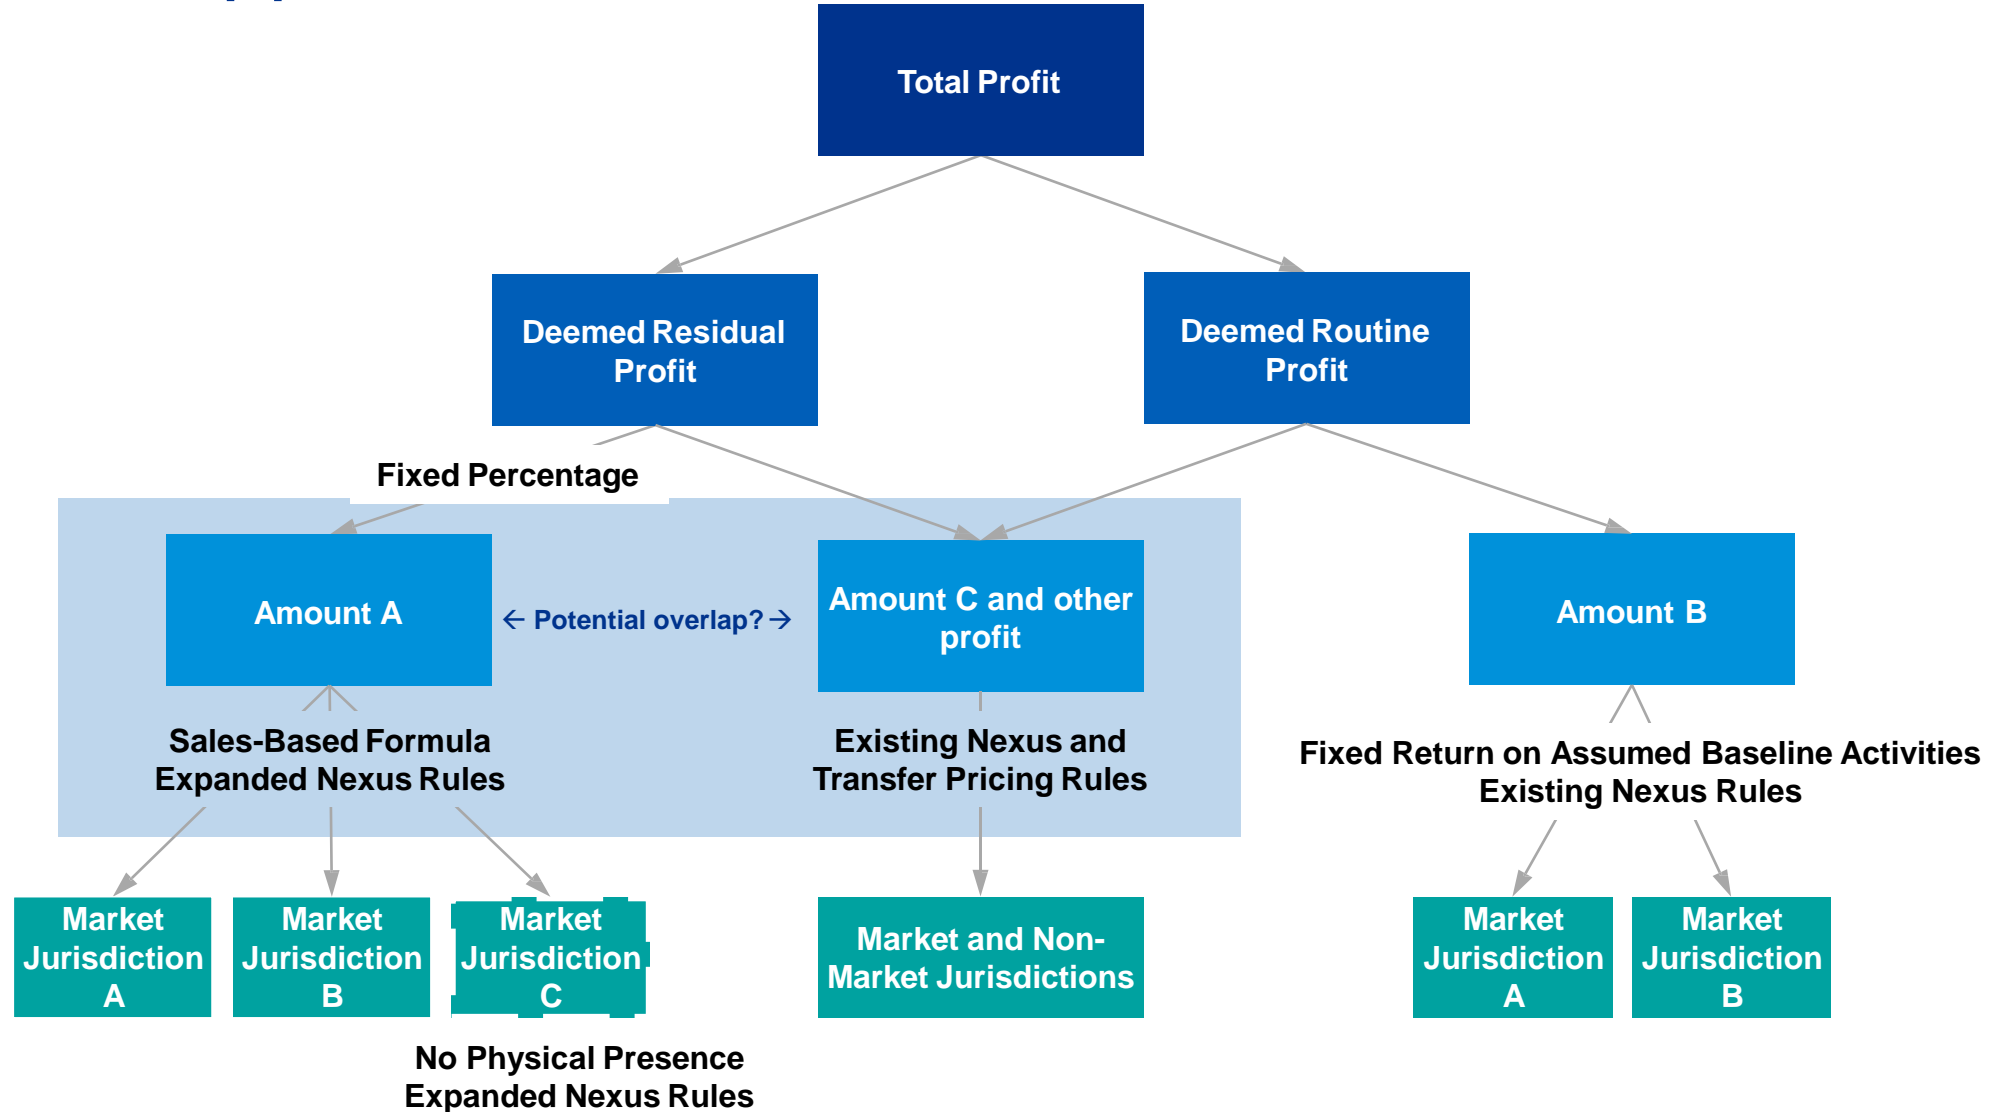 Total Profit
Deemed Residual
Profit
Deemed Routine
Profit
Fixed Percentage
Amount A
← Potential overlap? →
Amount C and other
profit
Amount B
Sales-Based Formula
Expanded Nexus Rules
Existing Nexus and
Transfer Pricing Rules
Fixed Return on Assumed Baseline Activities
Existing Nexus Rules
Market
Jurisdiction
A
Market
Jurisdiction
B
Market
Jurisdiction
C
Market and Non-
Market Jurisdictions
Market
Jurisdiction
A
Market
Jurisdiction
B
No Physical Presence
Expanded Nexus Rules